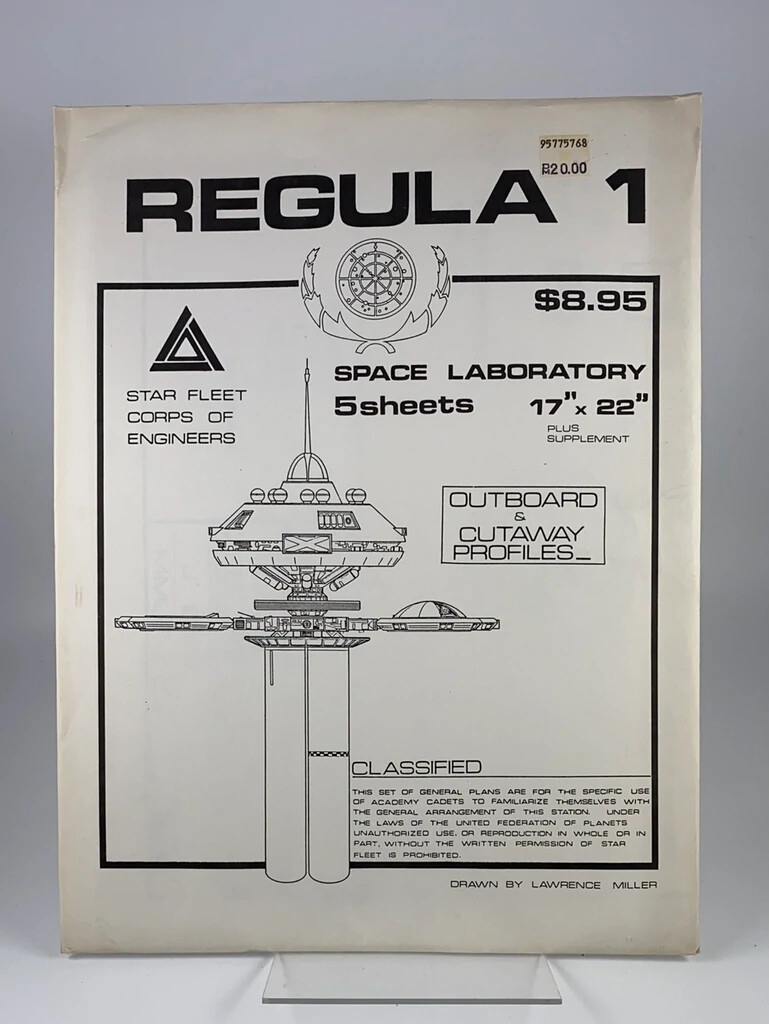 95775768
R20.00
REGULA 1
$8.95
STAR FLEET
CORPS OF
ENGINEERS
SPACE LABORATORY
5sheets 17" x 22"
PLUS
SUPPLEMENT
OUTBOARD
&
CUTAWAY
PROFILES_
CLASSIFIED
THIS SET OF GENERAL PLANS ARE FOR THE SPECIFIC USE
OF ACADEMY CADETS TO FAMILIARIZE THEMSELVES WITH
THE GENERAL ARRANGEMENT OF THIS STATION. UNDER
THE LAWS OF THE UNITED FEDERATION OF PLANETS
UNAUTHORIZED USE, OR REPRODUCTION IN WHOLE OR IN
PART, WITHOUT THE WRITTEN PERMISSION OF STAR
FLEET IS PROHIBITED.
DRAWN BY LAWRENCE MILLER